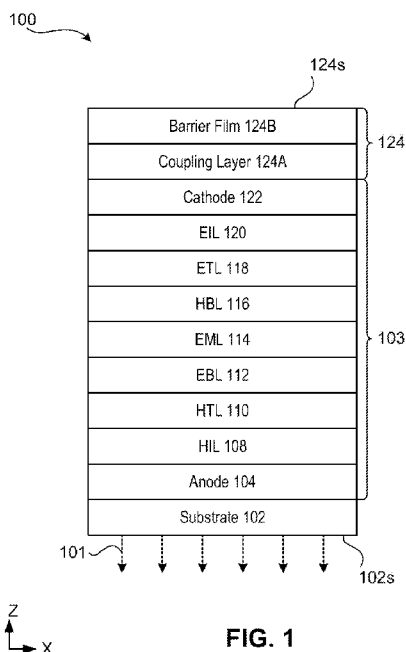 100
124s
Barrier Film 124B
124
Coupling Layer 124A
Cathode 122
EIL 120
ETL 118
HBL 116
103
EML 114
EBL 112
HTL 110
HIL 108
Anode 104
Substrate 102
101
102s
Z
X
FIG. 1